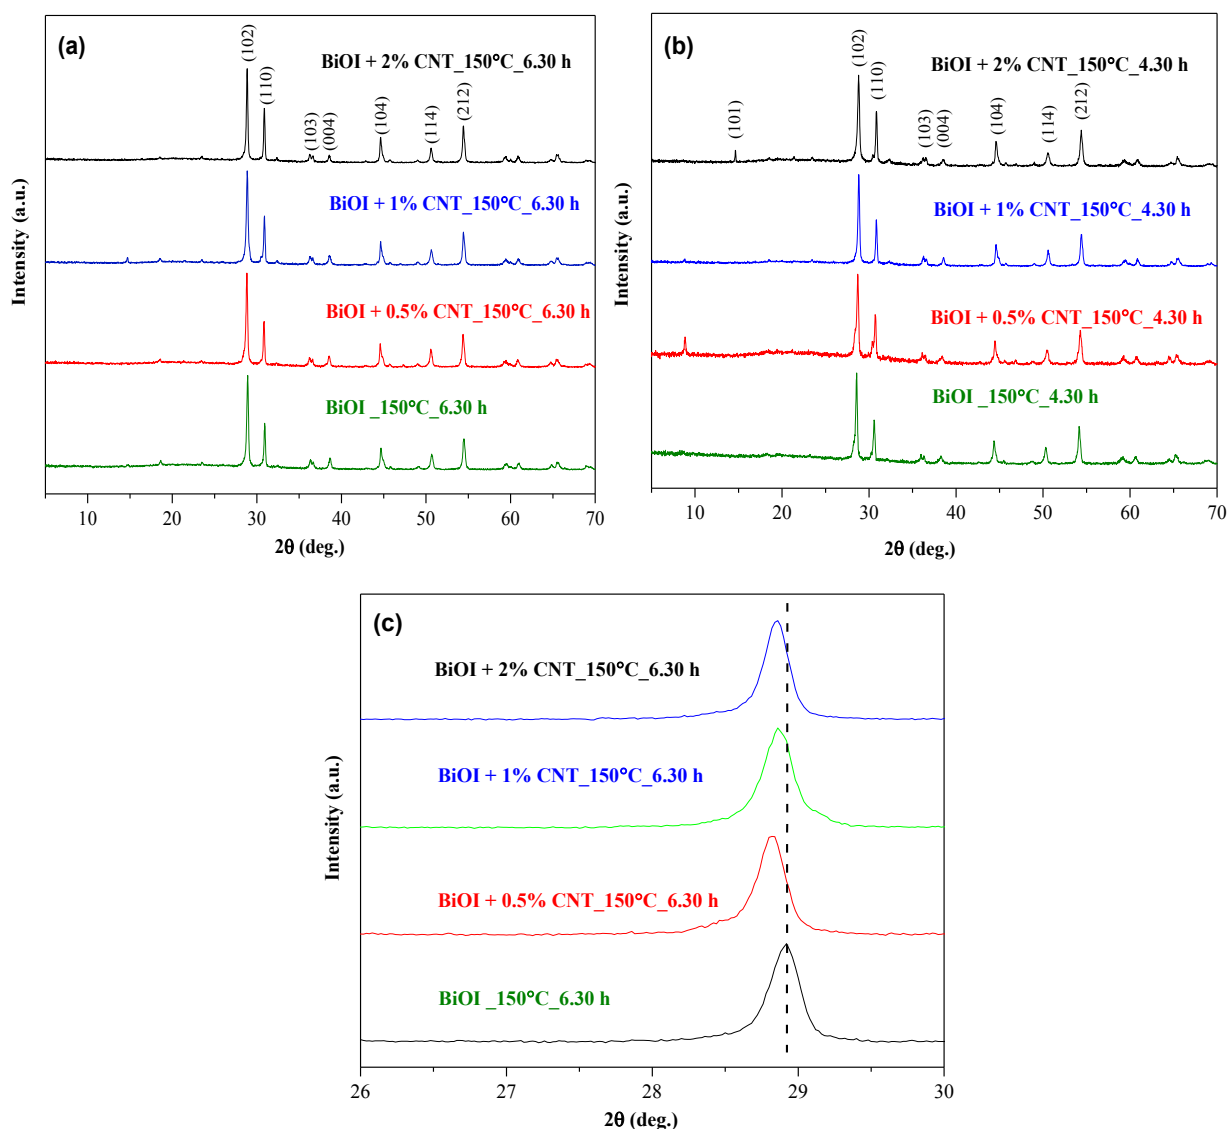 (a)
BiOI + 2% CNT_150°C_6.30 h
(102)
(110)
(103)
(004)
(104)
(114)
(212)
BiOI + 1% CNT_150°C_6.30 h
BiOI + 0.5% CNT_150°C_6.30 h
BiOI _150°C_6.30 h
Intensity (a.u.)
10 20 30 40 50 60 70
2θ (deg.)
(b)
BiOI + 2% CNT_150°C_4.30 h
(101)
(102)
(110)
(103)
(004)
(104)
(114)
(212)
BiOI + 1% CNT_150°C_4.30 h
BiOI + 0.5% CNT_150°C_4.30 h
BiOI _150°C_4.30 h
Intensity (a.u.)
10 20 30 40 50 60 70
2θ (deg.)
(c)
BiOI + 2% CNT_150°C_6.30 h
BiOI + 1% CNT_150°C_6.30 h
BiOI + 0.5% CNT_150°C_6.30 h
BiOI _150°C_6.30 h
Intensity (a.u.)
26 27 28 29 30
2θ (deg.)